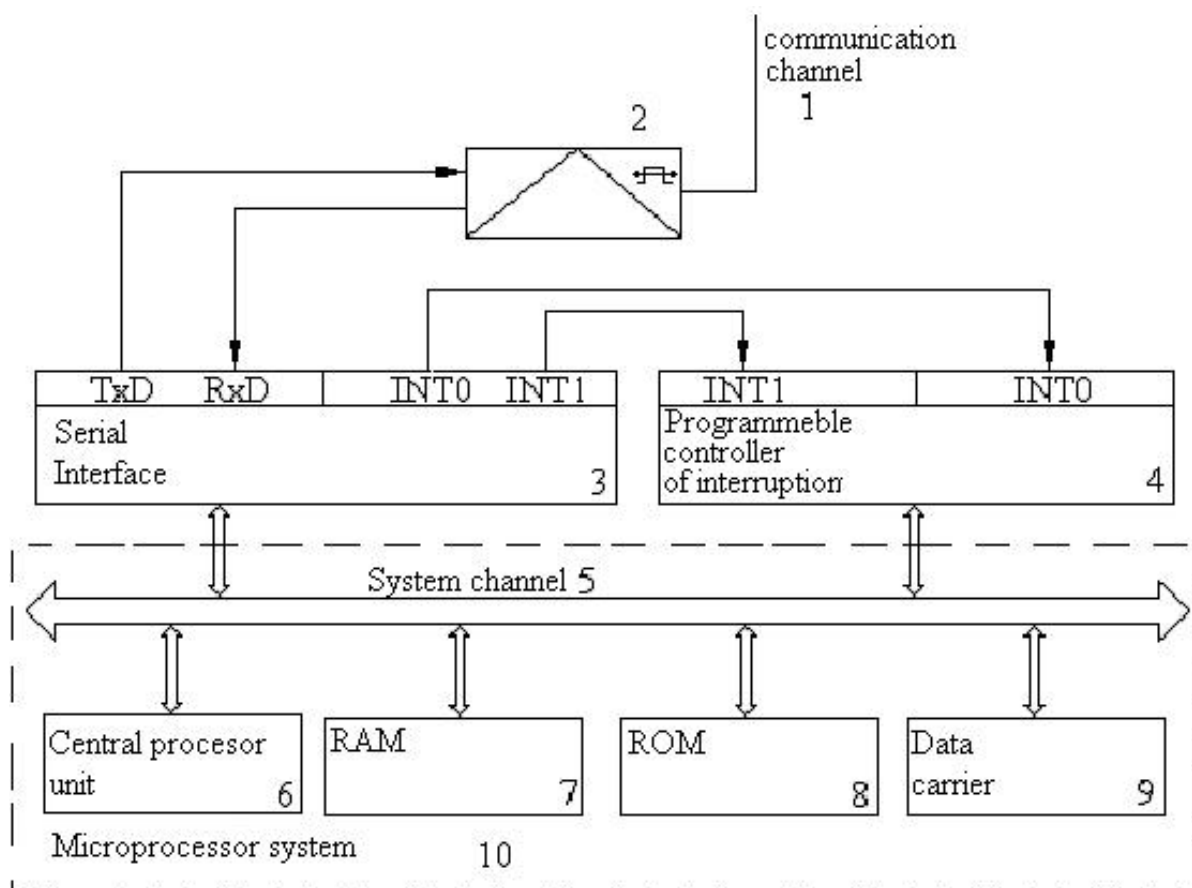 communication
channel
1
2
TxD RxD INT0 INT1
INT1 INT0
Serial
Interface
3
Programmeble
controller
of interruption
4
System channel 5
Central procesor
unit
6
RAM
7
ROM
8
Data
carrier
9
Microprocessor system 10